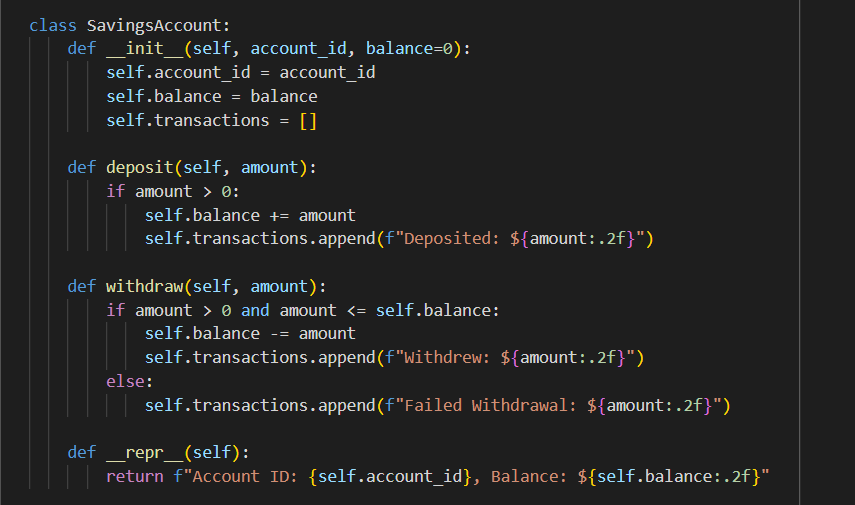 class SavingsAccount:
    def __init__(self, account_id, balance=0):
        self.account_id = account_id
        self.balance = balance
        self.transactions = []

    def deposit(self, amount):
        if amount > 0:
            self.balance += amount
            self.transactions.append(f"Deposited: ${amount:.2f}")

    def withdraw(self, amount):
        if amount > 0 and amount <= self.balance:
            self.balance -= amount
            self.transactions.append(f"Withdrew: ${amount:.2f}")
        else:
            self.transactions.append(f"Failed Withdrawal: ${amount:.2f}")

    def __repr__(self):
        return f"Account ID: {self.account_id}, Balance: ${self.balance:.2f}"